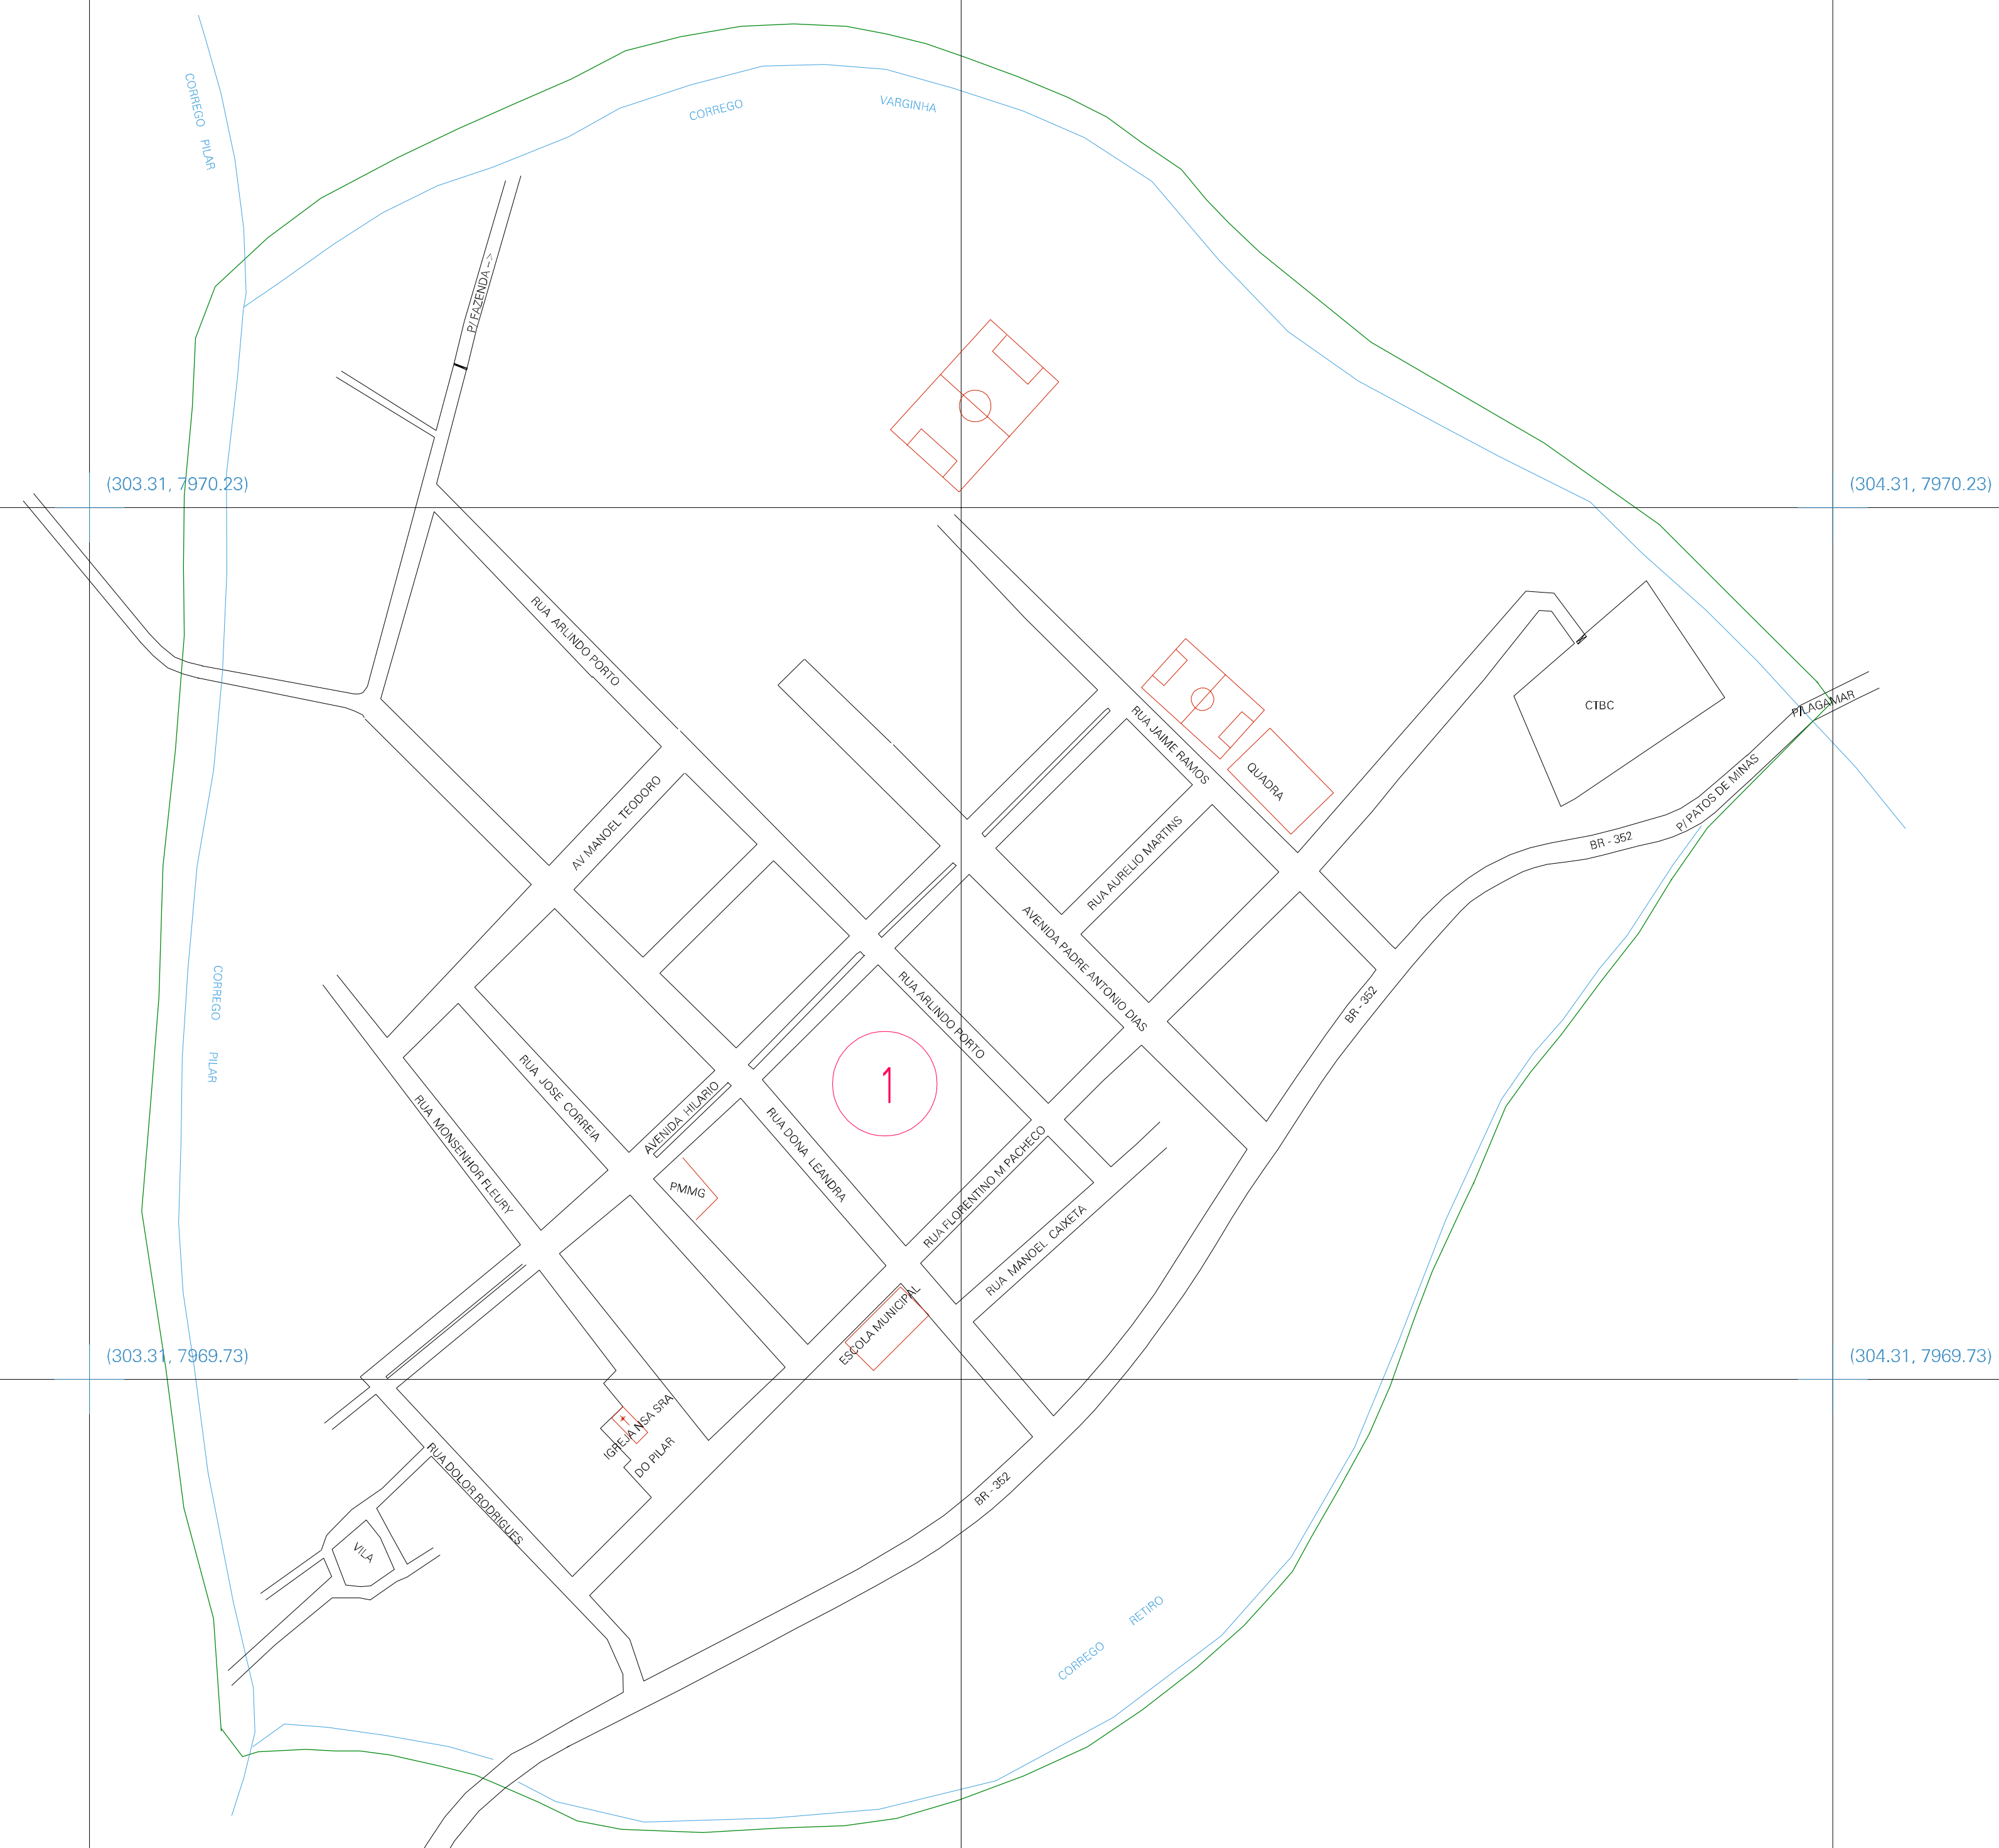 CORREGO PILAR
CORREGO VARGINHA
P/ FAZENDA -->
(303.31, 7970.23)
(304.31, 7970.23)
RUA ARLINDO PORTO
RUA JAIME RAMOS
QUADRA
CTBC
P/ LAGAMAR
P/ PATOS DE MINAS
BR - 352
AV MANOEL TEODORO
RUA AURELIO MARTINS
AVENIDA PADRE ANTONIO DIAS
BR - 352
RUA ARLINDO PORTO
CORREGO PILAR
1
RUA JOSE CORREIA
AVENIDA HILARIO
RUA MONSENHOR FLEURY
RUA DONA LEANDRA
RUA FLORENTINO M PACHECO
PMMG
RUA MANOEL CAIXETA
ESCOLA MUNICIPAL
(303.31, 7969.73)
(304.31, 7969.73)
IGREJA NSA SRA
DO PILAR
RUA DOLOR RODRIGUES
BR - 352
VILA
CORREGO RETIRO